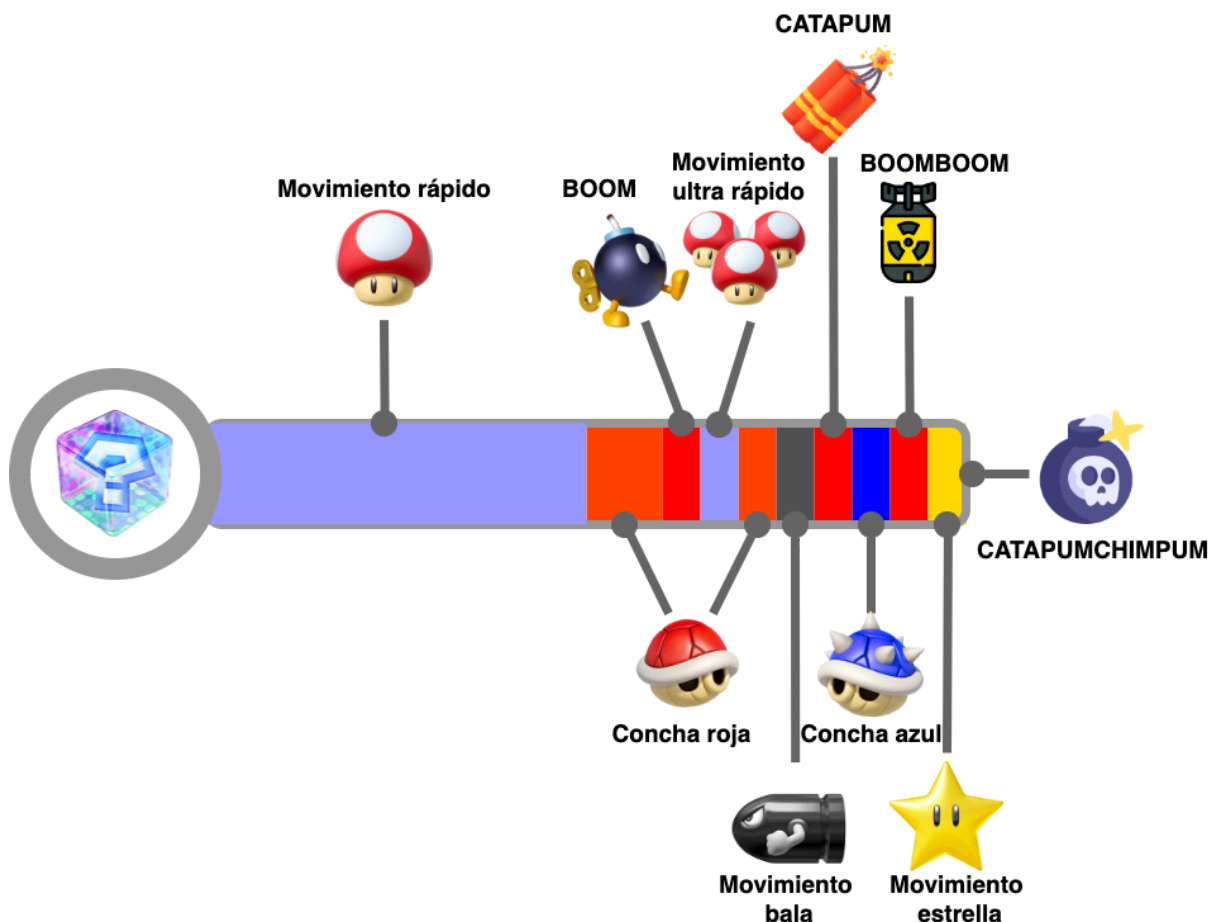 CATAPUM
Movimiento
ultra rápido
BOOMBOOM
Movimiento rápido
BOOM
?
CATAPUMCHIMPUM
Concha roja
Concha azul
Movimiento
bala
Movimiento
estrella